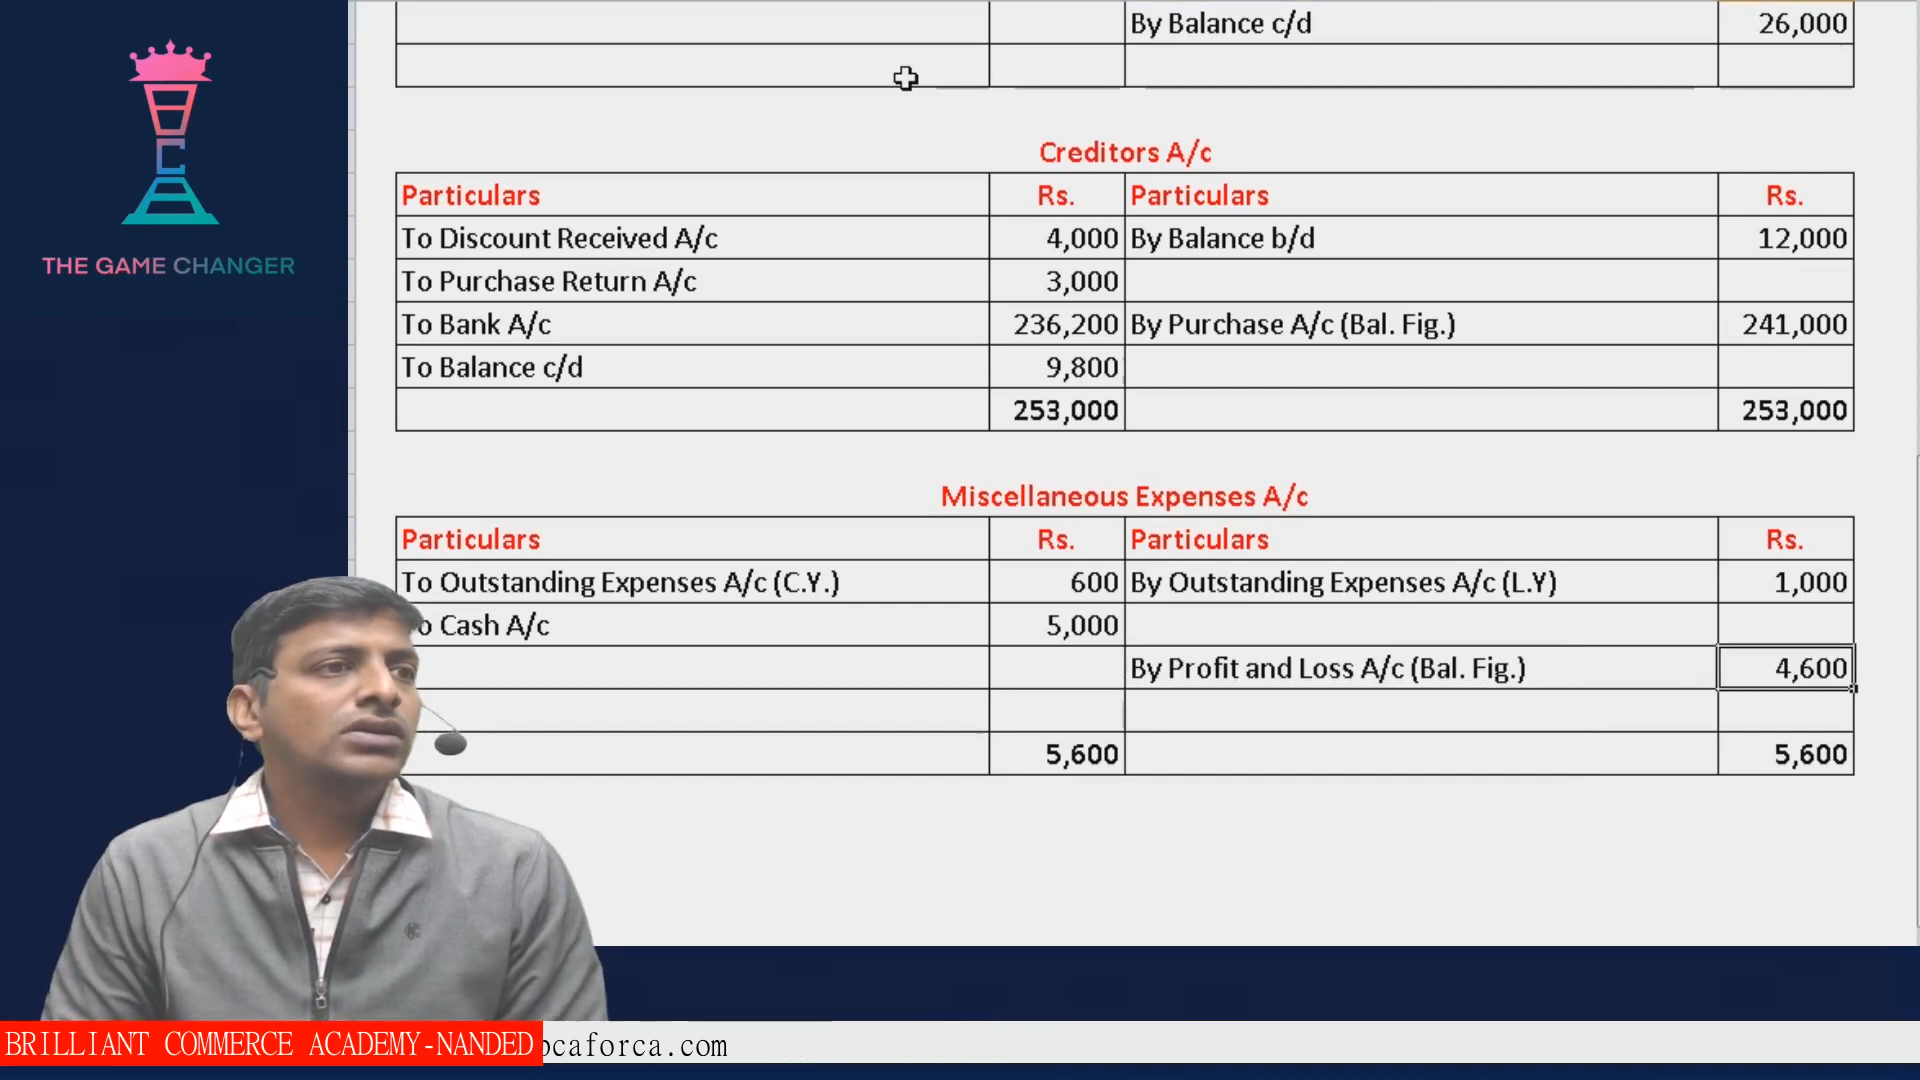 By Balance c/d 26,000
THE GAME CHANGER
Creditors A/c
Particulars Rs. Particulars Rs.
To Discount Received A/c 4,000 By Balance b/d 12,000
To Purchase Return A/c 3,000
To Bank A/c 236,200 By Purchase A/c (Bal. Fig.) 241,000
To Balance c/d 9,800
253,000 253,000
Miscellaneous Expenses A/c
Particulars Rs. Particulars Rs.
To Outstanding Expenses A/c (C.Y.) 600 By Outstanding Expenses A/c (L.Y) 1,000
o Cash A/c 5,000
By Profit and Loss A/c (Bal. Fig.) 4,600
5,600 5,600
BRILLIANT COMMERCE ACADEMY-NANDED
bcaforca.com